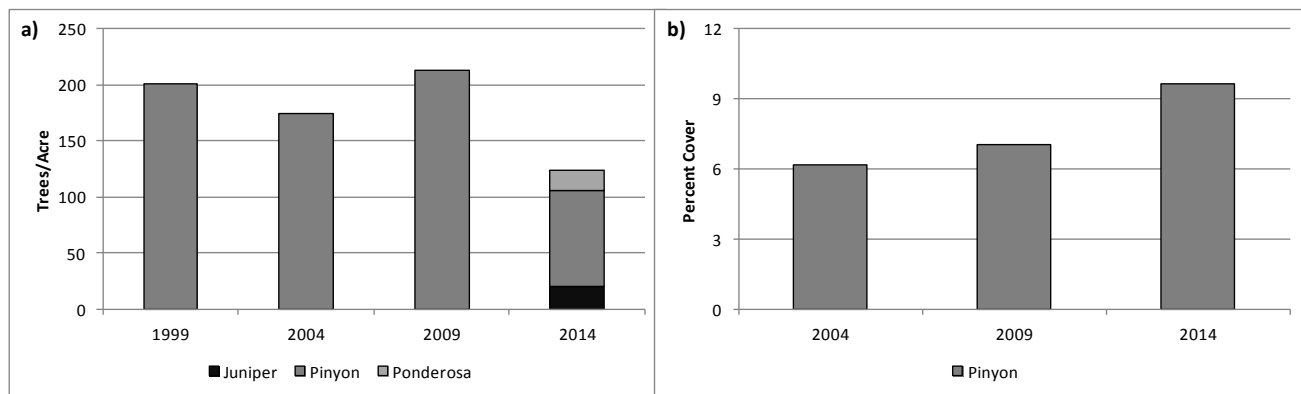 a)
250
200
150
100
50
0
Trees/Acre
1999 2004 2009 2014
Juniper Pinyon Ponderosa
b)
12
9
6
3
0
Percent Cover
2004 2009 2014
Pinyon